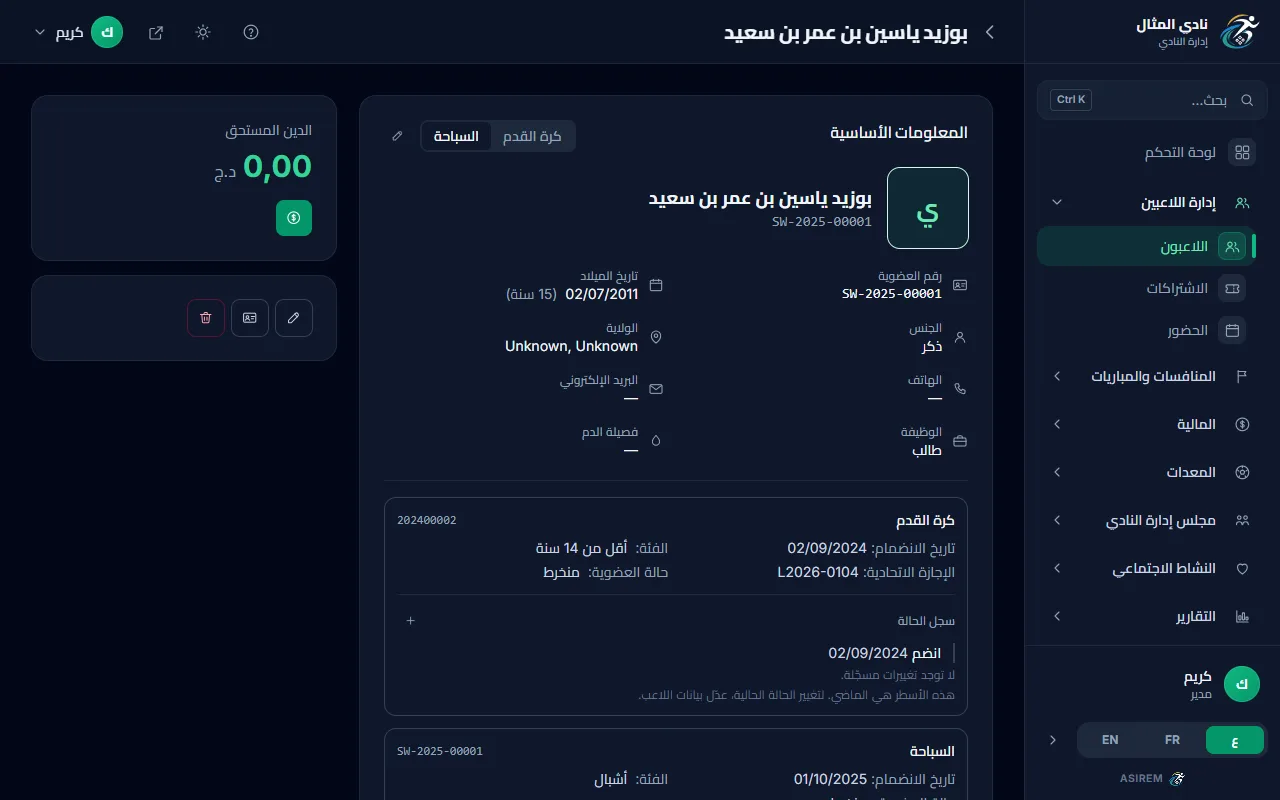 نادي المثال
إدارة النادي
بحث...
Ctrl K
لوحة التحكم
إدارة اللاعبين
اللاعبون
الاشتراكات
الحضور
المنافسات والمباريات
المالية
المعدات
مجلس إدارة النادي
النشاط الاجتماعي
التقارير
ك
كريم
مدير
ع
FR
EN
ASIREM
بوزيد ياسين بن عمر بن سعيد
ك
كريم
المعلومات الأساسية
كرة القدم
السباحة
ي
بوزيد ياسين بن عمر بن سعيد
SW-2025-00001
رقم العضوية
SW-2025-00001
تاريخ الميلاد
02/07/2011 (15 سنة)
الجنس
ذكر
الولاية
Unknown, Unknown
الهاتف
—
البريد الإلكتروني
—
الوظيفة
طالب
فصيلة الدم
—
كرة القدم
202400002
تاريخ الانضمام: 02/09/2024
الفئة: أقل من 14 سنة
الإجازة الاتحادية: L2026-0104
حالة العضوية: منخرط
سجل الحالة
+
انضم 02/09/2024
لا توجد تغييرات مسجّلة.
هذه الأسطر هي الماضي. لتغيير الحالة الحالية، عدّل بيانات اللاعب.
السباحة
SW-2025-00001
تاريخ الانضمام: 01/10/2025
الفئة: أشبال
الدين المستحق
0,00 د.ج